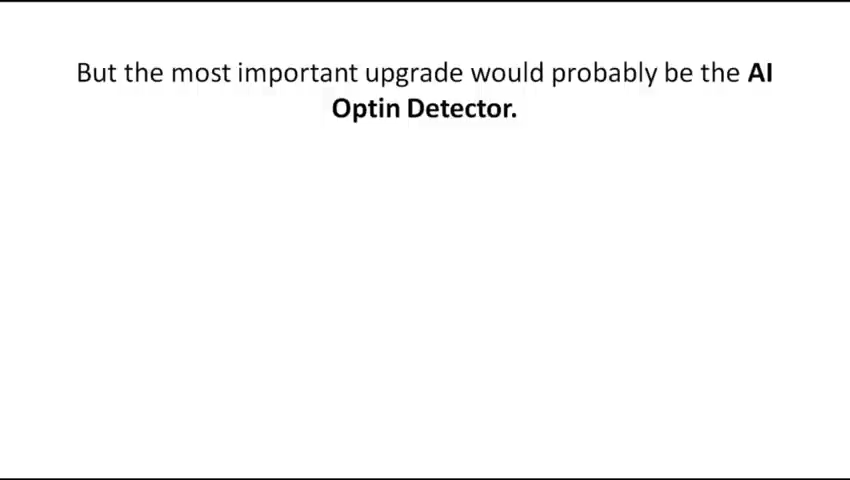 But the most important upgrade would probably be the AI
Optin Detector.